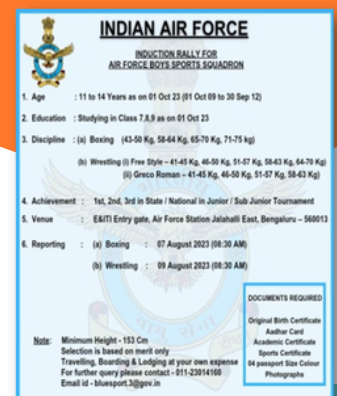 INDIAN AIR FORCE
INDUCTION RALLY FOR
AIR FORCE BOYS SPORTS SQUADRON
1. Age : 11 to 14 Years as on 01 Oct 23 (01 Oct 09 to 30 Sep 12)
2. Education : Studying in Class 7,8,9 as on 01 Oct 23
3. Discipline : (a) Boxing (43-50 Kg, 58-64 Kg, 65-70 Kg, 71-75 kg)
(b) Wrestling (i) Free Style – 41-45 Kg, 46-50 Kg, 51-57 Kg, 58-63 Kg, 64-70 Kg)
(ii) Greco Roman – 41-45 Kg, 46-50 Kg, 51-57 Kg, 58-63 Kg)
4. Achievement : 1st, 2nd, 3rd in State / National in Junior / Sub Junior Tournament
5. Venue : E&ITI Entry gate, Air Force Station Jalahalli East, Bengaluru – 560013
6. Reporting : (a) Boxing : 07 August 2023 (08:30 AM)
(b) Wrestling : 09 August 2023 (08:30 AM)
Note: Minimum Height - 153 Cm
Selection is based on merit only
Travelling, Boarding & Lodging at your own expense
For further query please contact - 011-23014160
Email id - bluesport.3@gov.in
DOCUMENTS REQUIRED
Original Birth Certificate
Aadhar Card
Academic Certificate
Sports Certificate
04 passport Size Colour
Photographs